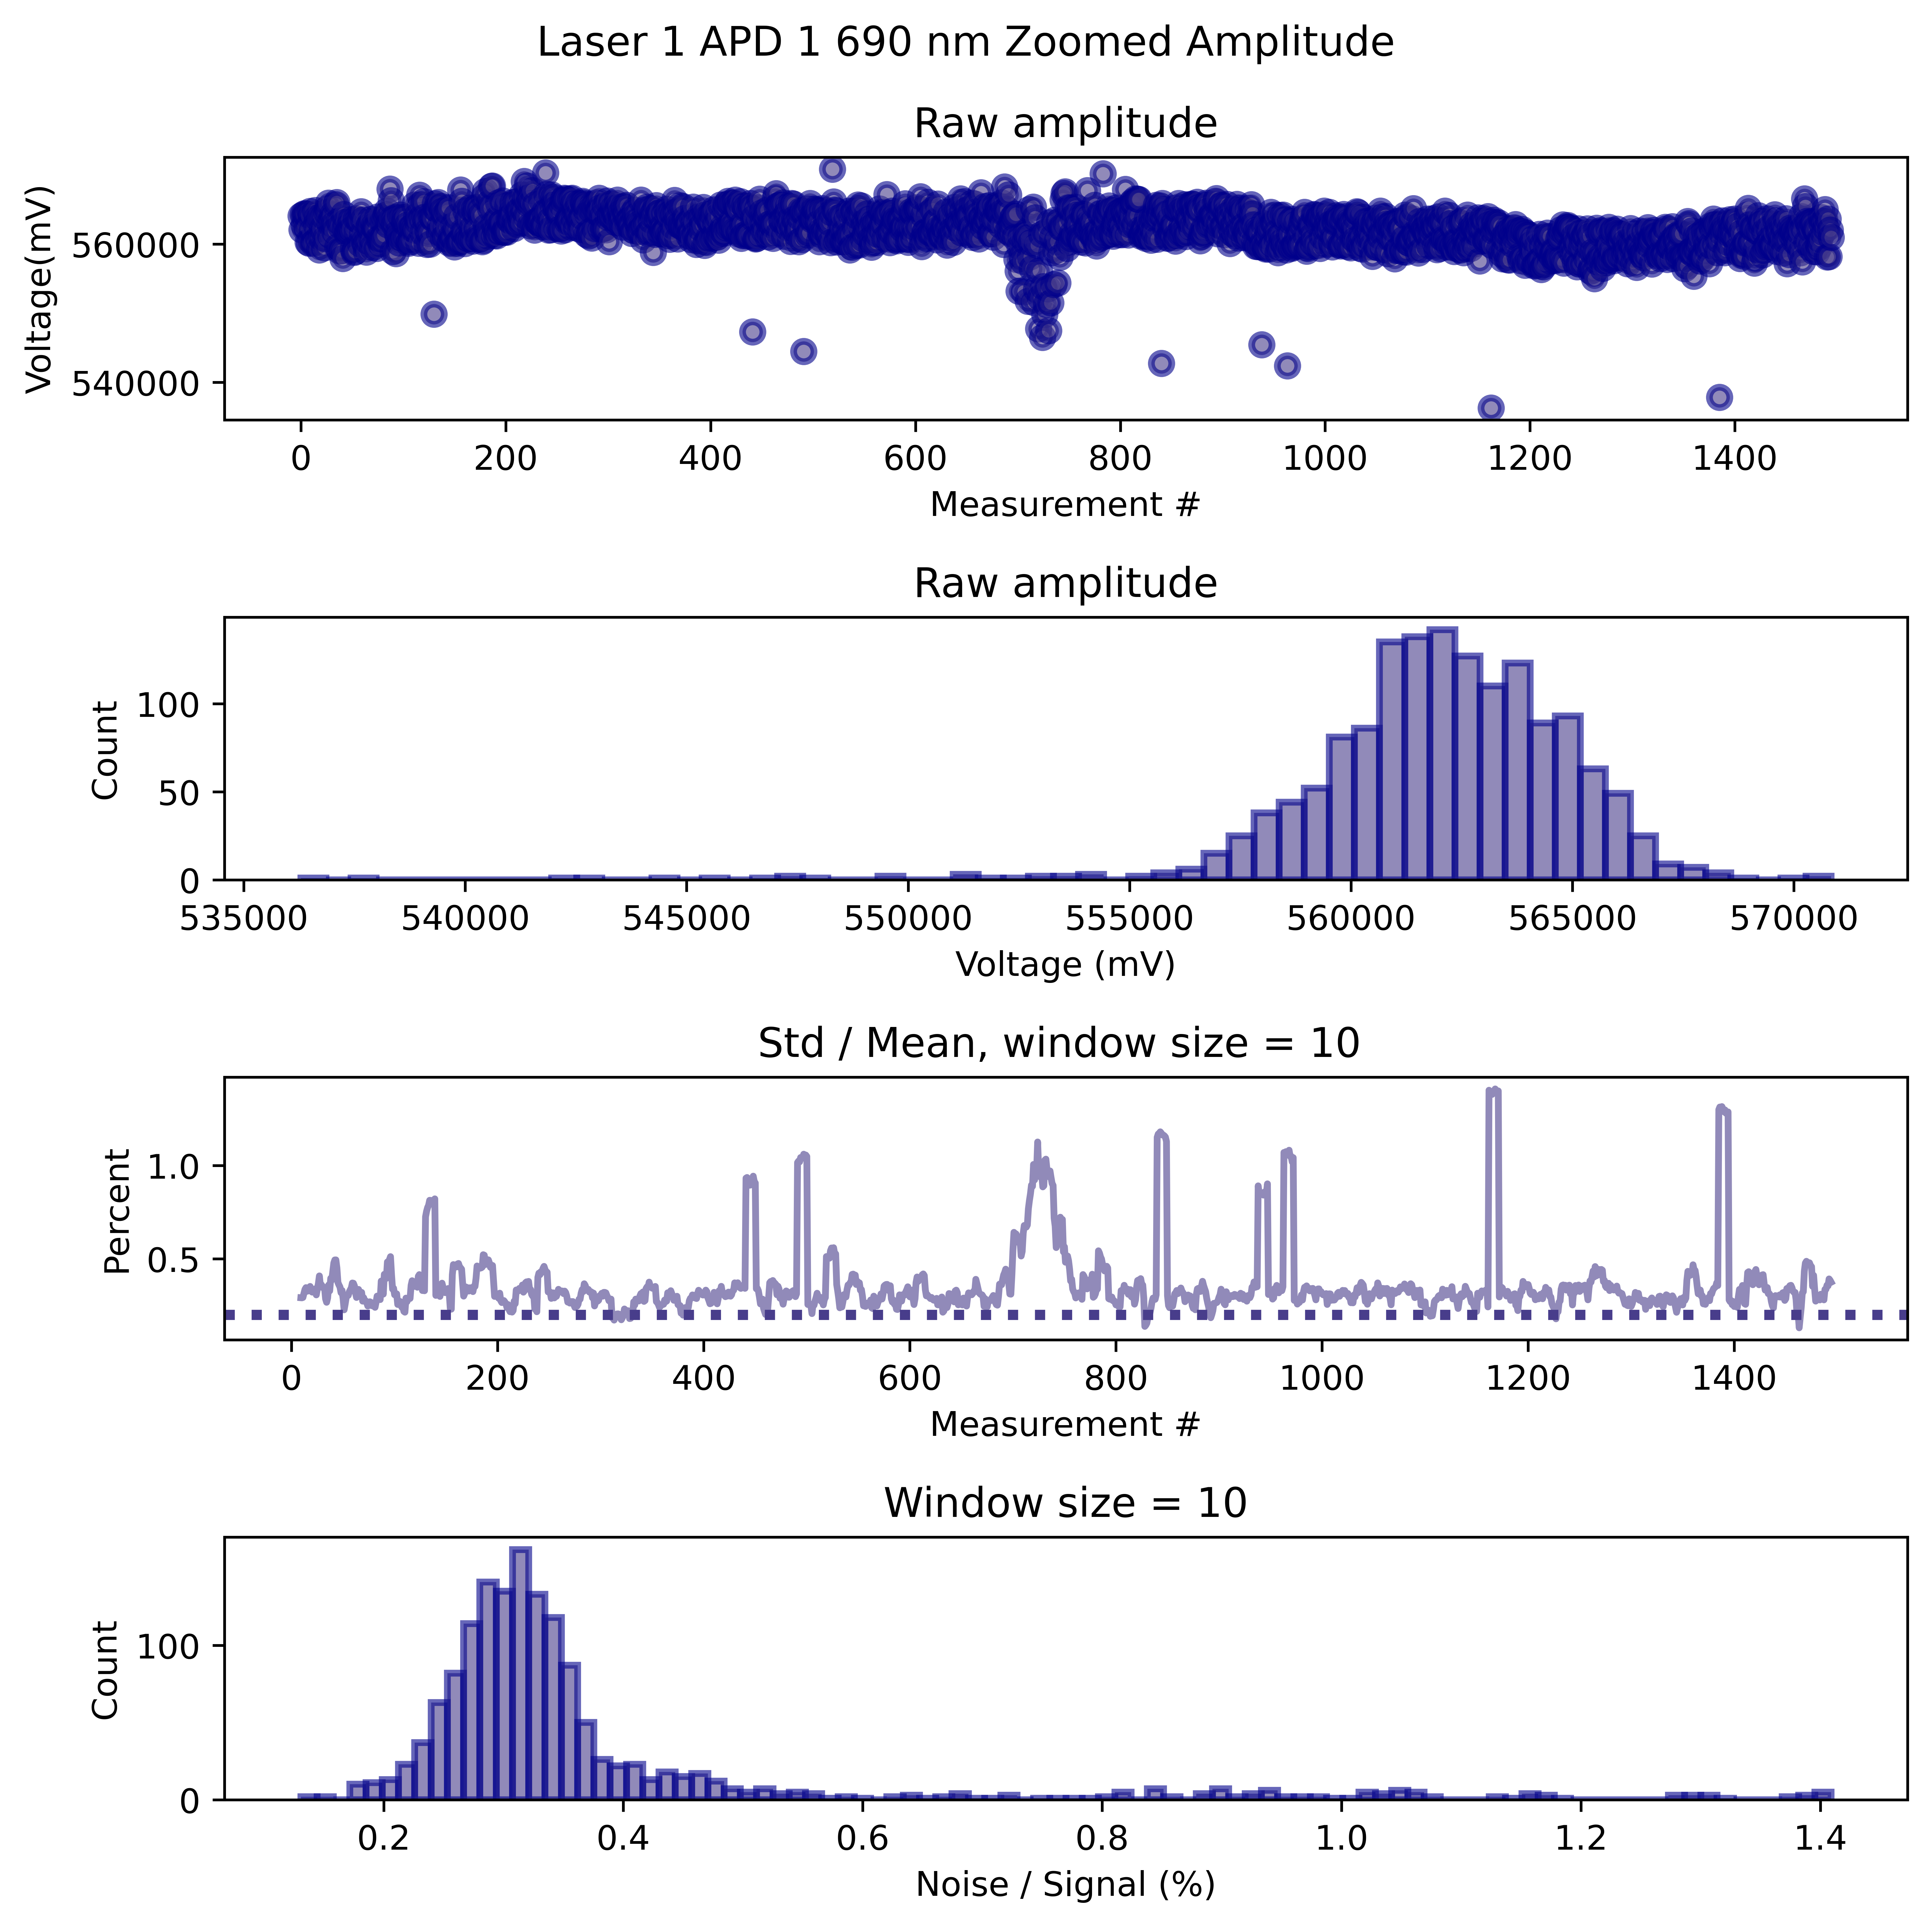 Laser 1 APD 1 690 nm Zoomed Amplitude
Raw amplitude
Voltage(mV)
560000
540000
0 200 400 600 800 1000 1200 1400
Measurement #
Raw amplitude
Count
100
50
0
535000 540000 545000 550000 555000 560000 565000 570000
Voltage (mV)
Std / Mean, window size = 10
Percent
1.0
0.5
0 200 400 600 800 1000 1200 1400
Measurement #
Window size = 10
Count
100
0
0.2 0.4 0.6 0.8 1.0 1.2 1.4
Noise / Signal (%)